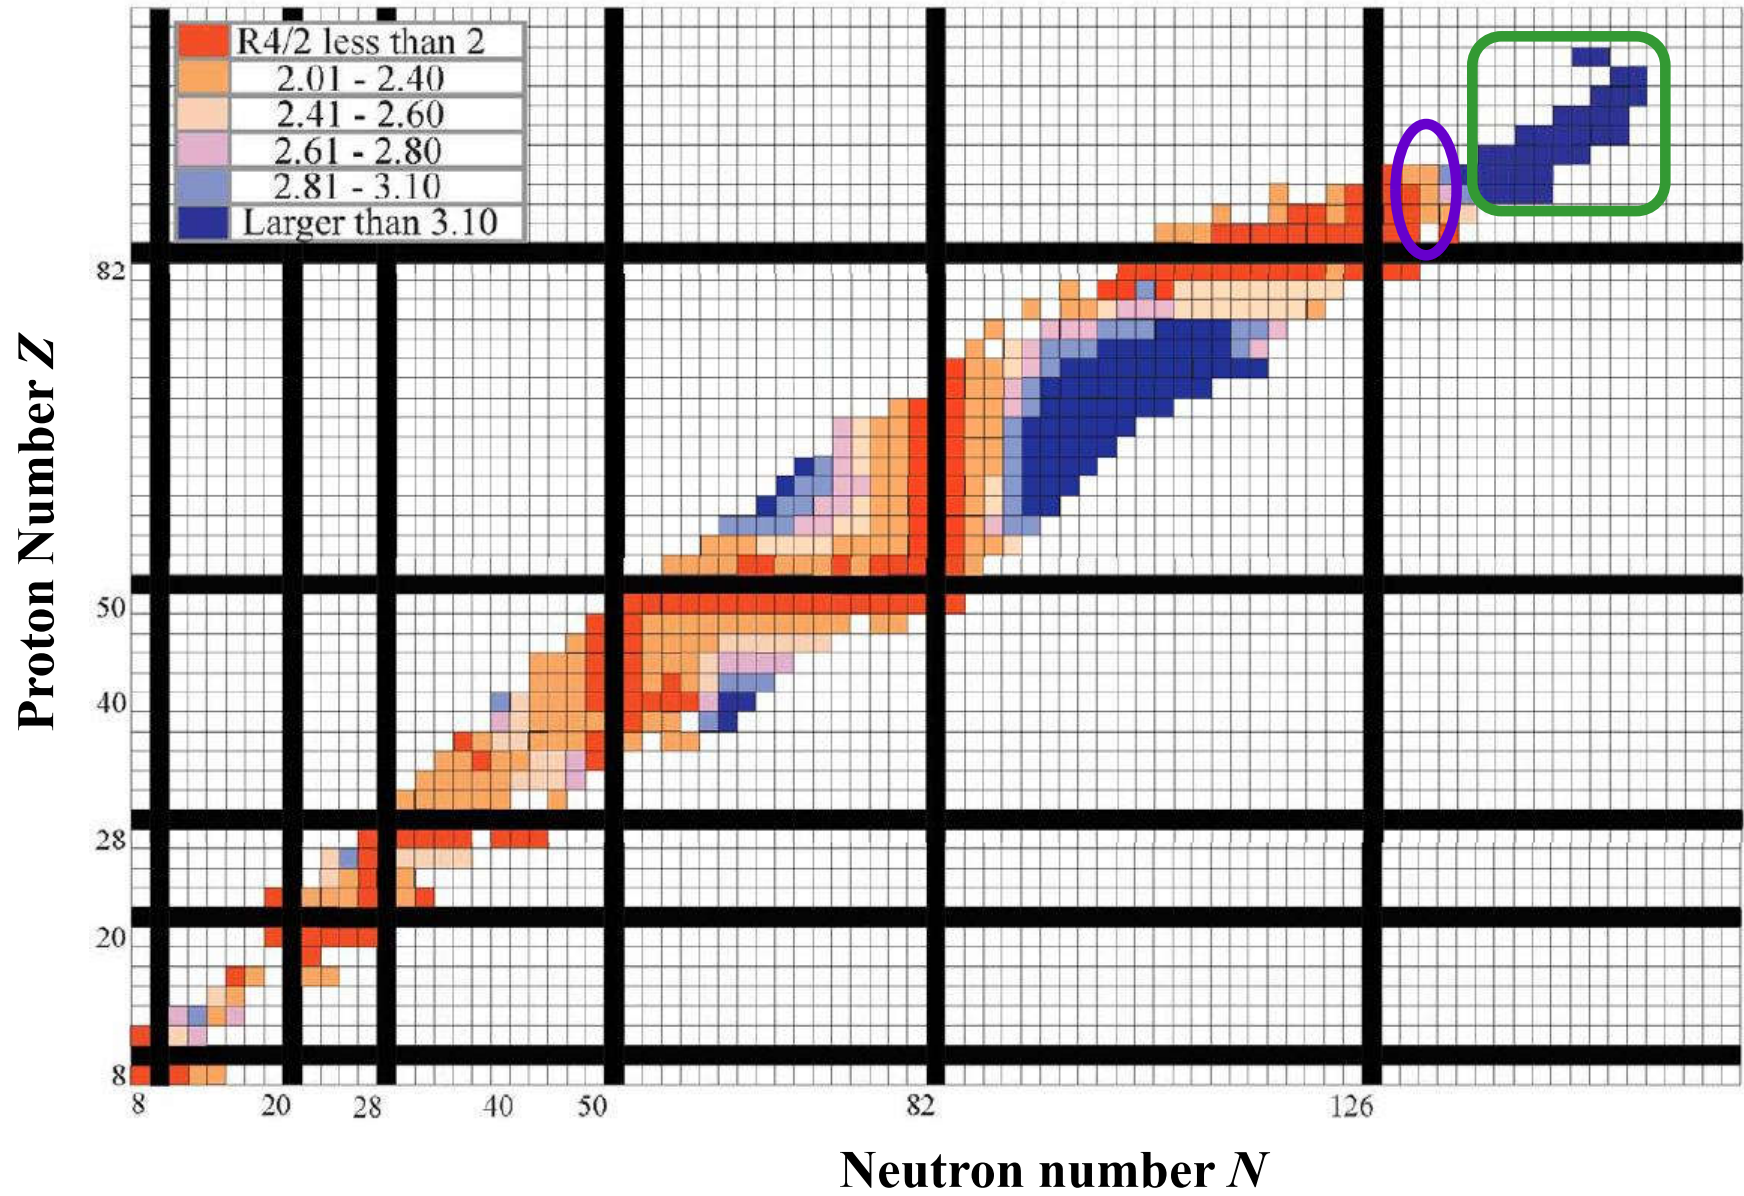 R4/2 less than 2
2.01 - 2.40
2.41 - 2.60
2.61 - 2.80
2.81 - 3.10
Larger than 3.10
82
50
40
28
20
8
8 20 28 40 50 82 126
Proton Number Z
Neutron number N